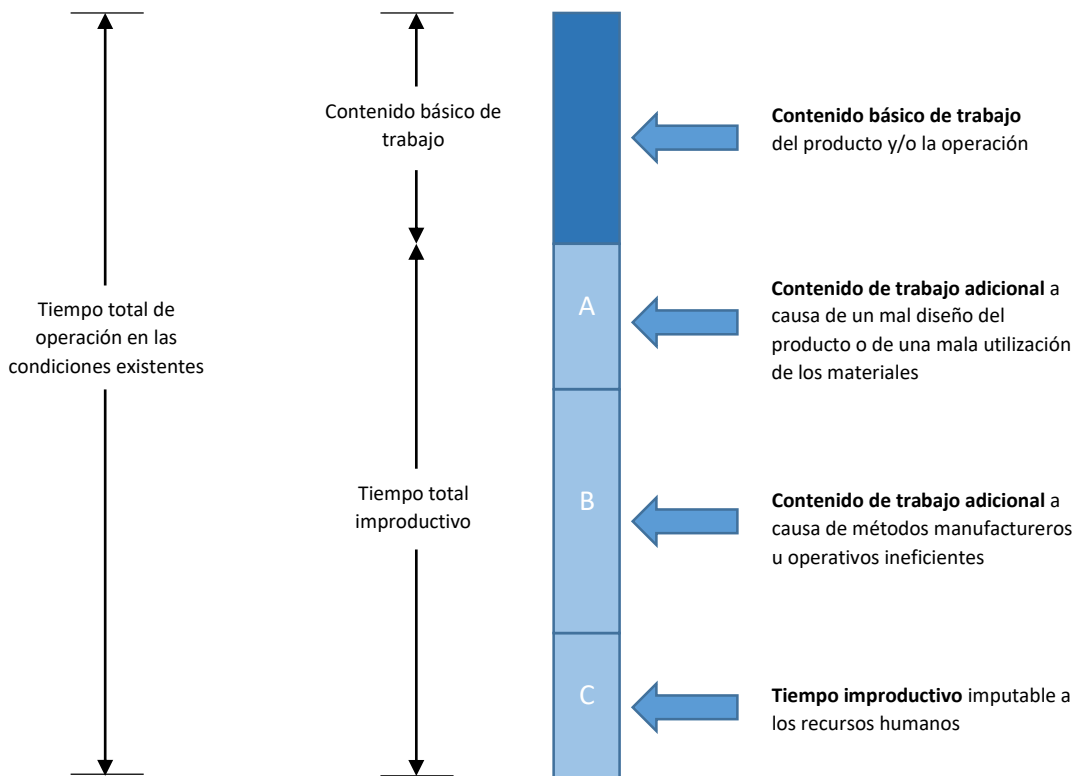 Contenido básico de
trabajo
Contenido básico de trabajo
del producto y/o la operación
Tiempo total de
operación en las
condiciones existentes
A
Contenido de trabajo adicional a
causa de un mal diseño del
producto o de una mala utilización
de los materiales
Tiempo total
improductivo
B
Contenido de trabajo adicional a
causa de métodos manufactureros
u operativos ineficientes
C
Tiempo improductivo imputable a
los recursos humanos